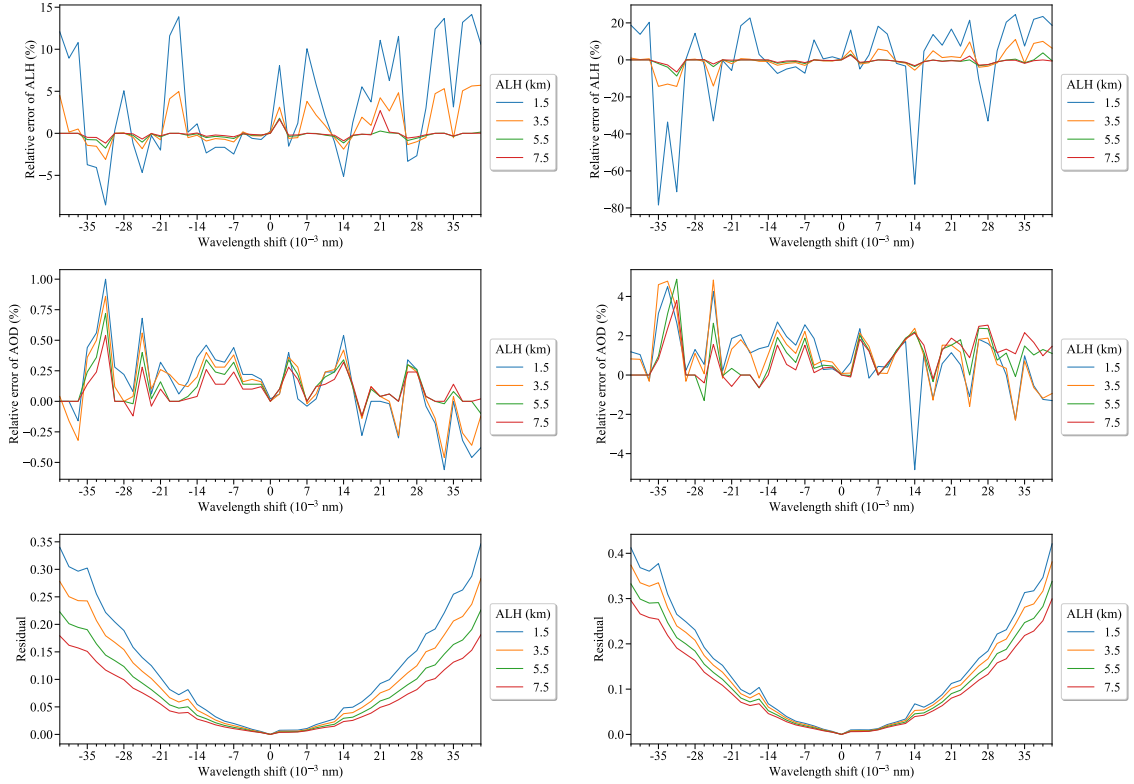 Relative error of ALH (%)
15
10
5
0
−5
-35 -28 -21 -14 -7 0 7 14 21 28 35
Wavelength shift (10⁻³ nm)
ALH (km)
1.5
3.5
5.5
7.5
Relative error of ALH (%)
20
0
−20
−40
−60
−80
-35 -28 -21 -14 -7 0 7 14 21 28 35
Wavelength shift (10⁻³ nm)
ALH (km)
1.5
3.5
5.5
7.5
Relative error of AOD (%)
1.00
0.75
0.50
0.25
0.00
−0.25
−0.50
-35 -28 -21 -14 -7 0 7 14 21 28 35
Wavelength shift (10⁻³ nm)
ALH (km)
1.5
3.5
5.5
7.5
Relative error of AOD (%)
4
2
0
−2
−4
-35 -28 -21 -14 -7 0 7 14 21 28 35
Wavelength shift (10⁻³ nm)
ALH (km)
1.5
3.5
5.5
7.5
Residual
0.35
0.30
0.25
0.20
0.15
0.10
0.05
0.00
-35 -28 -21 -14 -7 0 7 14 21 28 35
Wavelength shift (10⁻³ nm)
ALH (km)
1.5
3.5
5.5
7.5
Residual
0.4
0.3
0.2
0.1
0.0
-35 -28 -21 -14 -7 0 7 14 21 28 35
Wavelength shift (10⁻³ nm)
ALH (km)
1.5
3.5
5.5
7.5